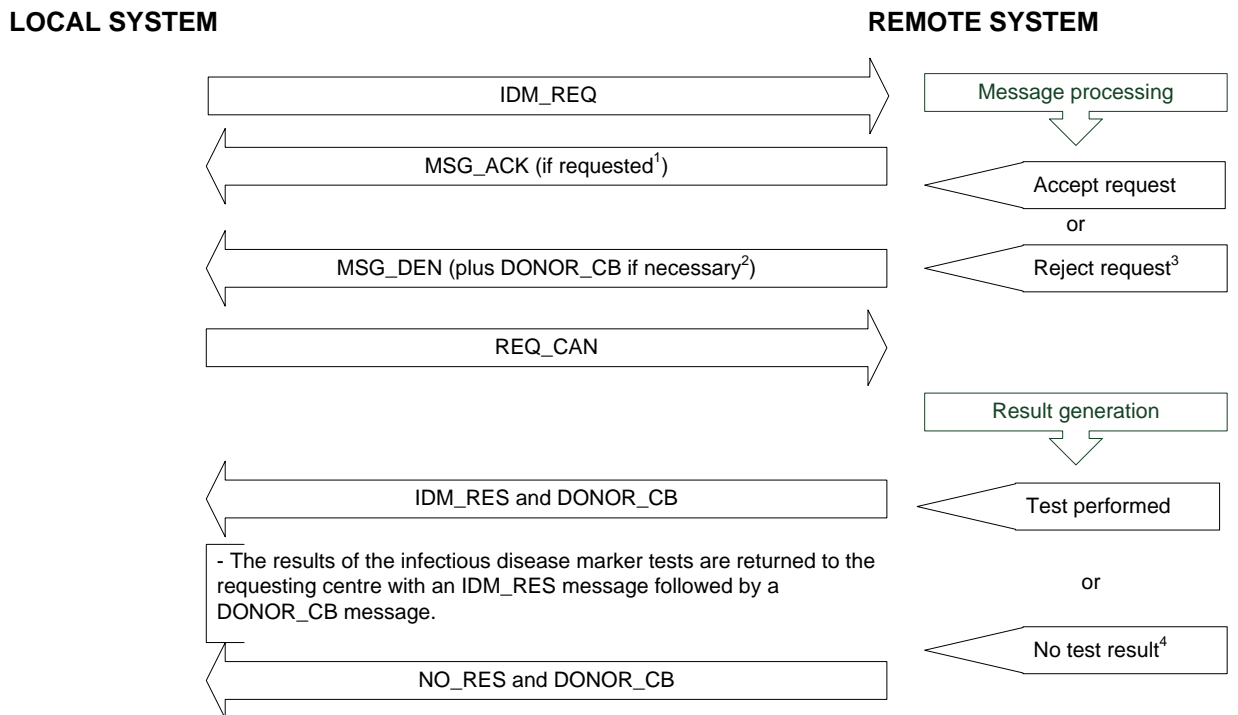 LOCAL SYSTEM
REMOTE SYSTEM
IDM_REQ
Message processing
MSG_ACK (if requested¹)
Accept request
or
MSG_DEN (plus DONOR_CB if necessary²)
Reject request³
REQ_CAN
Result generation
IDM_RES and DONOR_CB
Test performed
- The results of the infectious disease marker tests are returned to the
requesting centre with an IDM_RES message followed by a
DONOR_CB message.
or
No test result⁴
NO_RES and DONOR_CB